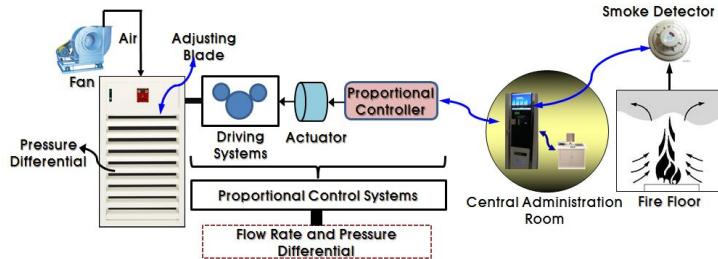 Smoke Detector
Air
Adjusting
Blade
Fan
Proportional
Controller
Driving
Systems
Actuator
Pressure
Differential
Proportional Control Systems
Central Administration
Room
Fire Floor
Flow Rate and Pressure
Differential